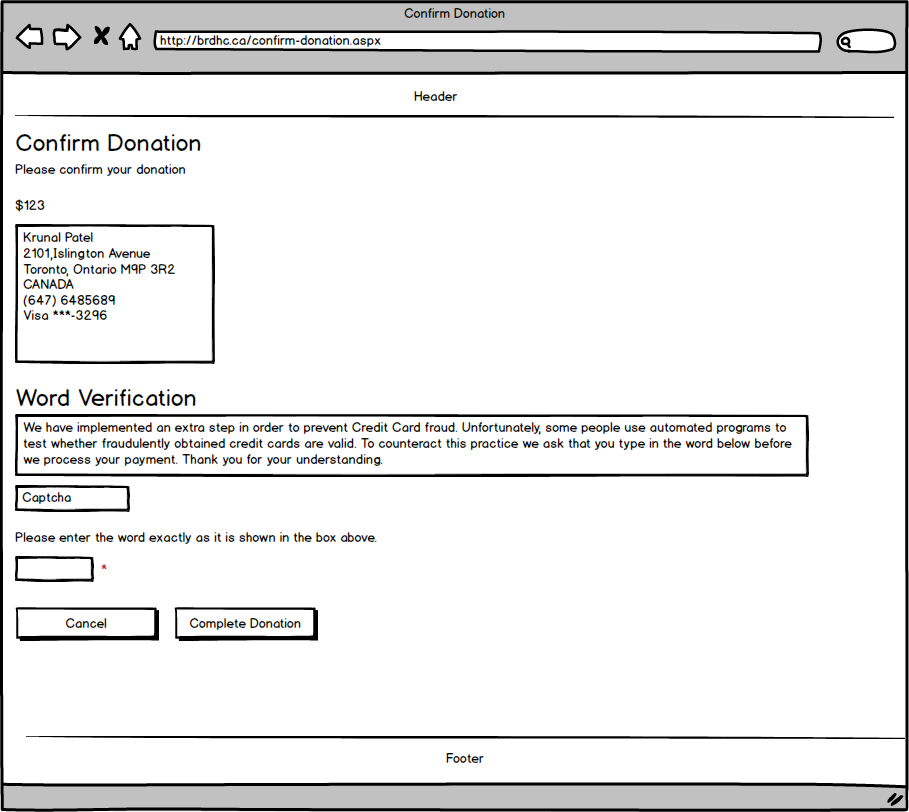 Confirm Donation
http://brdhc.ca/confirm-donation.aspx
Header
Confirm Donation
Please confirm your donation
$123
Krunal Patel
2101,Islington Avenue
Toronto, Ontario M9P 3R2
CANADA
(647) 6485689
Visa ***-3296
Word Verification
We have implemented an extra step in order to prevent Credit Card fraud. Unfortunately, some people use automated programs to
test whether fraudulently obtained credit cards are valid. To counteract this practice we ask that you type in the word below before
we process your payment. Thank you for your understanding.
Captcha
Please enter the word exactly as it is shown in the box above.
*
Cancel Complete Donation
Footer